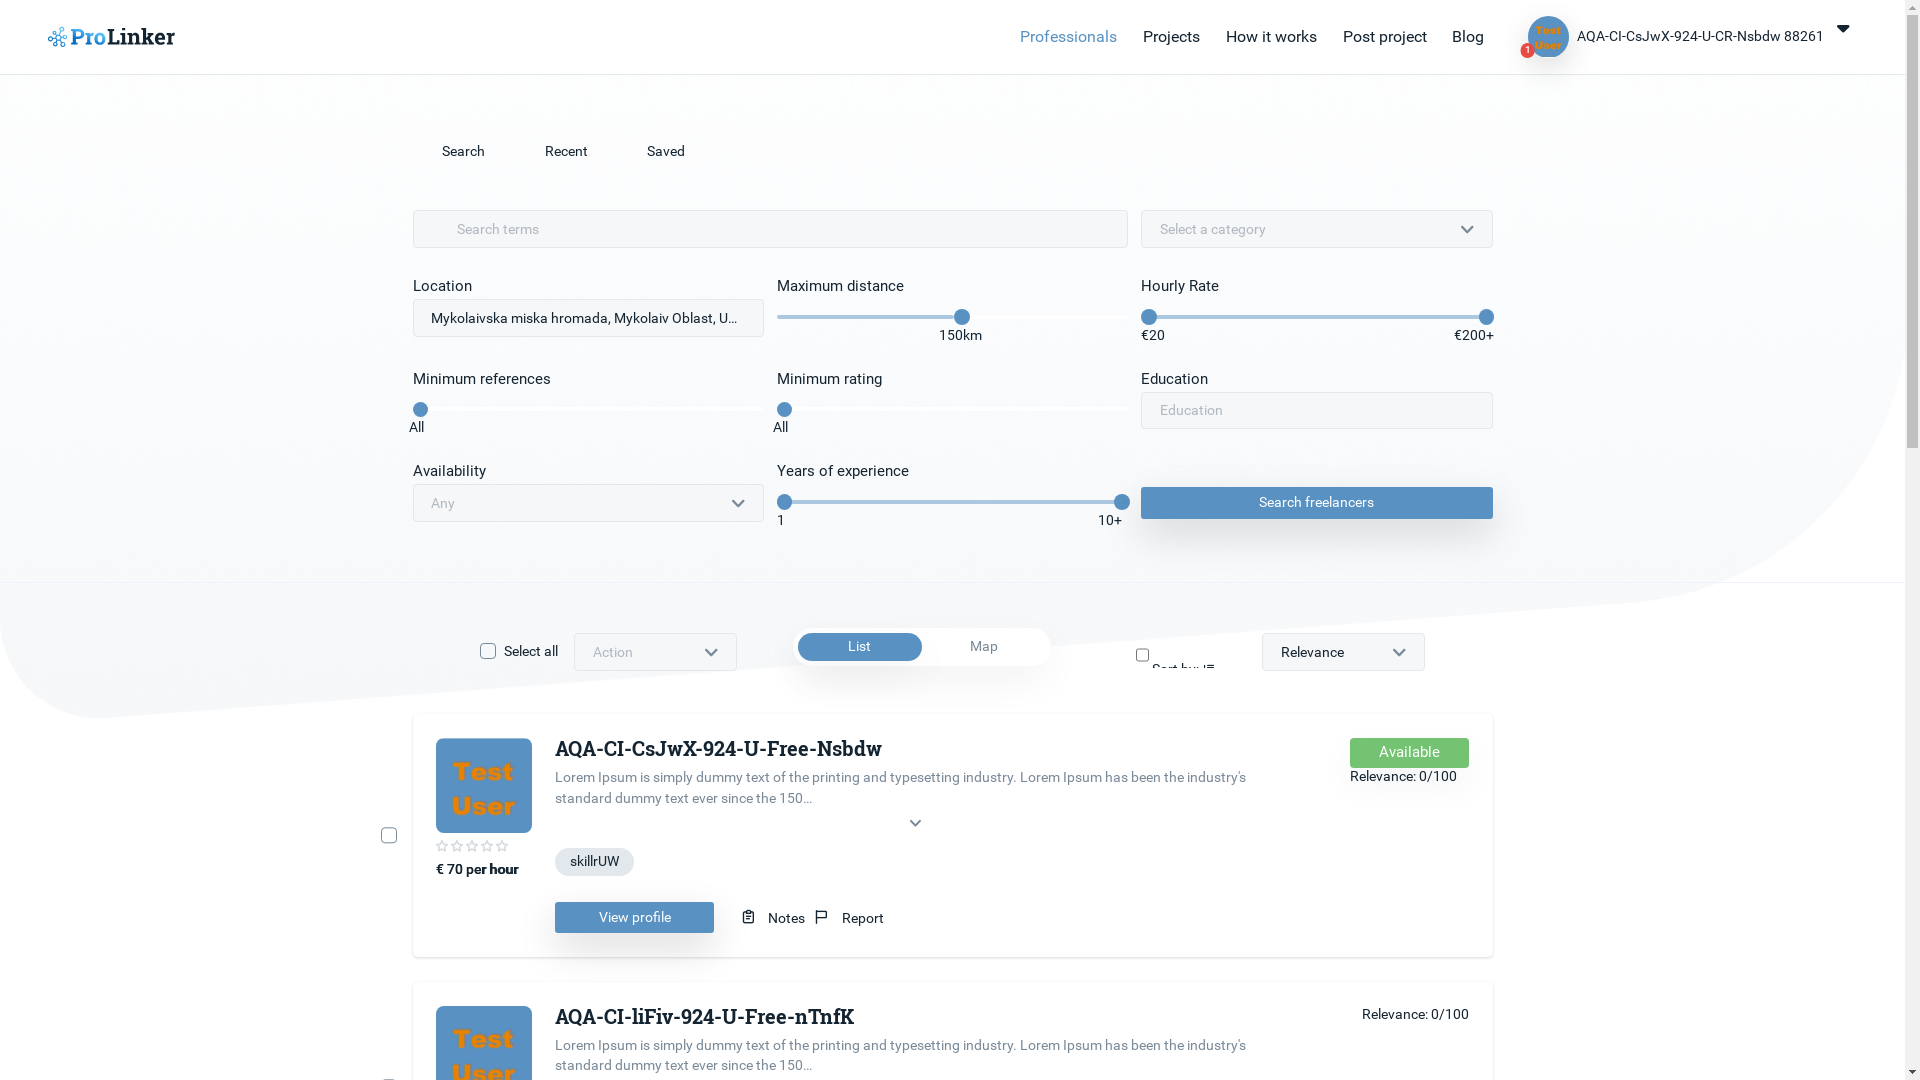 ProLinker
Professionals
Projects
How it works
Post project
Blog
Test
User
1
AQA-CI-CsJwX-924-U-CR-Nsbdw 88261
Search
Recent
Saved
Search terms
Select a category
Location
Maximum distance
Hourly Rate
Mykolaivska miska hromada, Mykolaiv Oblast, U...
150km
€20
€200+
Minimum references
Minimum rating
Education
All
All
Education
Availability
Years of experience
Any
1
10+
Search freelancers
Select all
Action
List
Map
Sort by:
Relevance
Test
User
AQA-CI-CsJwX-924-U-Free-Nsbdw
Available
Lorem Ipsum is simply dummy text of the printing and typesetting industry. Lorem Ipsum has been the industry's
standard dummy text ever since the 150...
Relevance: 0/100
€ 70 per hour
skillrUW
View profile
Notes
Report
Test
User
AQA-CI-liFiv-924-U-Free-nTnfK
Relevance: 0/100
Lorem Ipsum is simply dummy text of the printing and typesetting industry. Lorem Ipsum has been the industry's
standard dummy text ever since the 150...